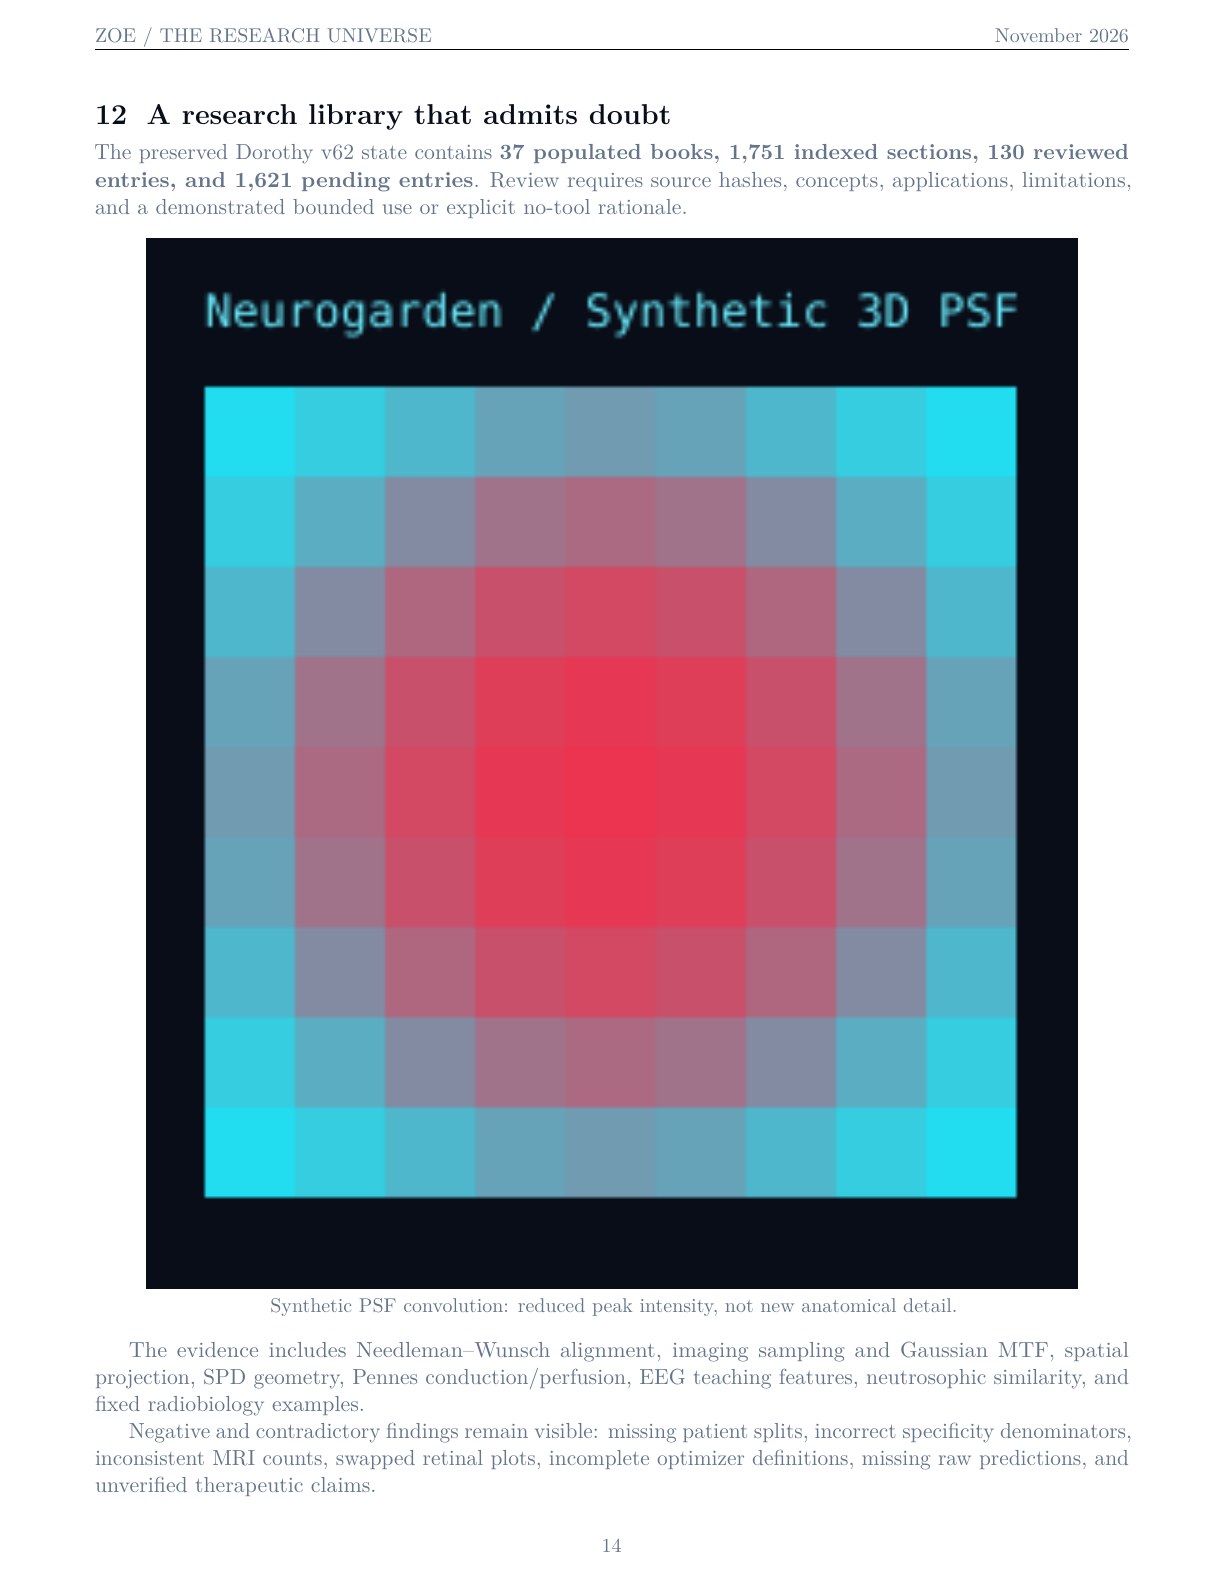 ZOE / THE RESEARCH UNIVERSE November 2026
12 A research library that admits doubt
The preserved Dorothy v62 state contains 37 populated books, 1,751 indexed sections, 130 reviewed
entries, and 1,621 pending entries. Review requires source hashes, concepts, applications, limitations,
and a demonstrated bounded use or explicit no-tool rationale.
Neurogarden / Synthetic 3D PSF
Synthetic PSF convolution: reduced peak intensity, not new anatomical detail.
The evidence includes Needleman–Wunsch alignment, imaging sampling and Gaussian MTF, spatial
projection, SPD geometry, Pennes conduction/perfusion, EEG teaching features, neutrosophic similarity, and
fixed radiobiology examples.
Negative and contradictory findings remain visible: missing patient splits, incorrect specificity denominators,
inconsistent MRI counts, swapped retinal plots, incomplete optimizer definitions, missing raw predictions, and
unverified therapeutic claims.
14